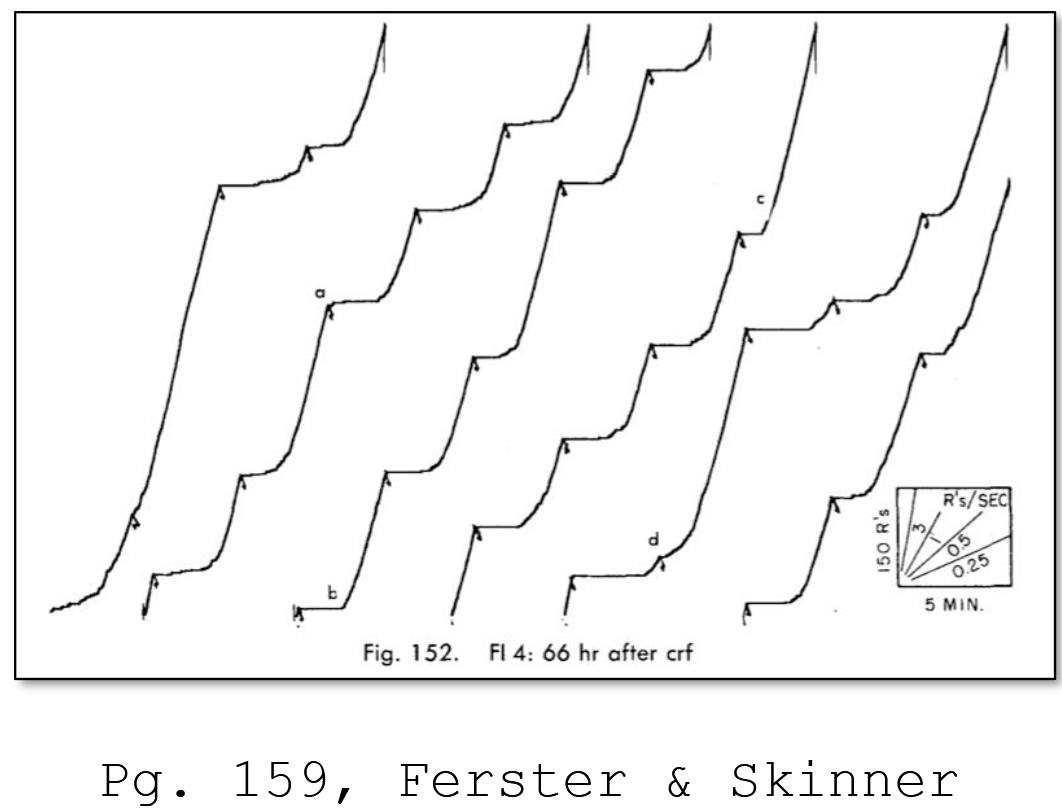 c
a
d
b
R's/SEC
3
1
0.5
0.25
150 R's
5 MIN.
Fig. 152. FI 4: 66 hr after crf
Pg. 159, Ferster & Skinner